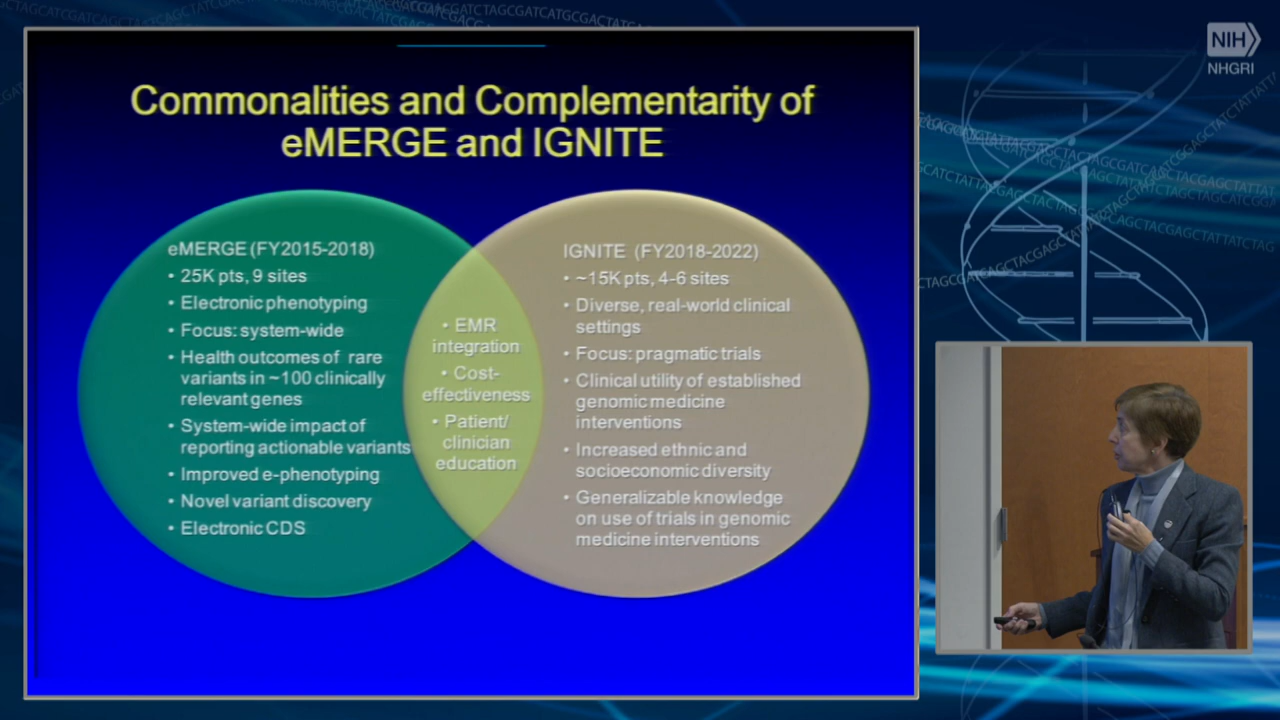 NIH
NHGRI
Commonalities and Complementarity of
eMERGE and IGNITE
eMERGE (FY2015-2018)
• 25K pts, 9 sites
• Electronic phenotyping
• Focus: system-wide
• Health outcomes of rare
variants in ~100 clinically
relevant genes
• System-wide impact of
reporting actionable variants
• Improved e-phenotyping
• Novel variant discovery
• Electronic CDS
• EMR
integration
• Cost-
effectiveness
• Patient/
clinician
education
IGNITE (FY2018-2022)
• ~15K pts, 4-6 sites
• Diverse, real-world clinical
settings
• Focus: pragmatic trials
• Clinical utility of established
genomic medicine
interventions
• Increased ethnic and
socioeconomic diversity
• Generalizable knowledge
on use of trials in genomic
medicine interventions